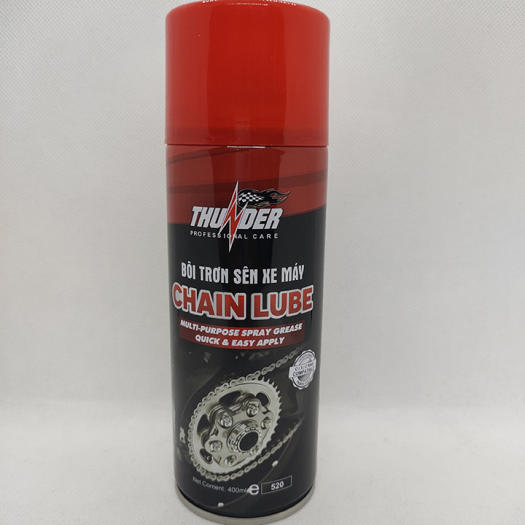 THUNDER
PROFESSIONAL CARE
BÔI TRƠN SÊN XE MÁY
CHAIN LUBE
MULTI-PURPOSE SPRAY GREASE
QUICK & EASY APPLY
Net.Content: 400ml e 520